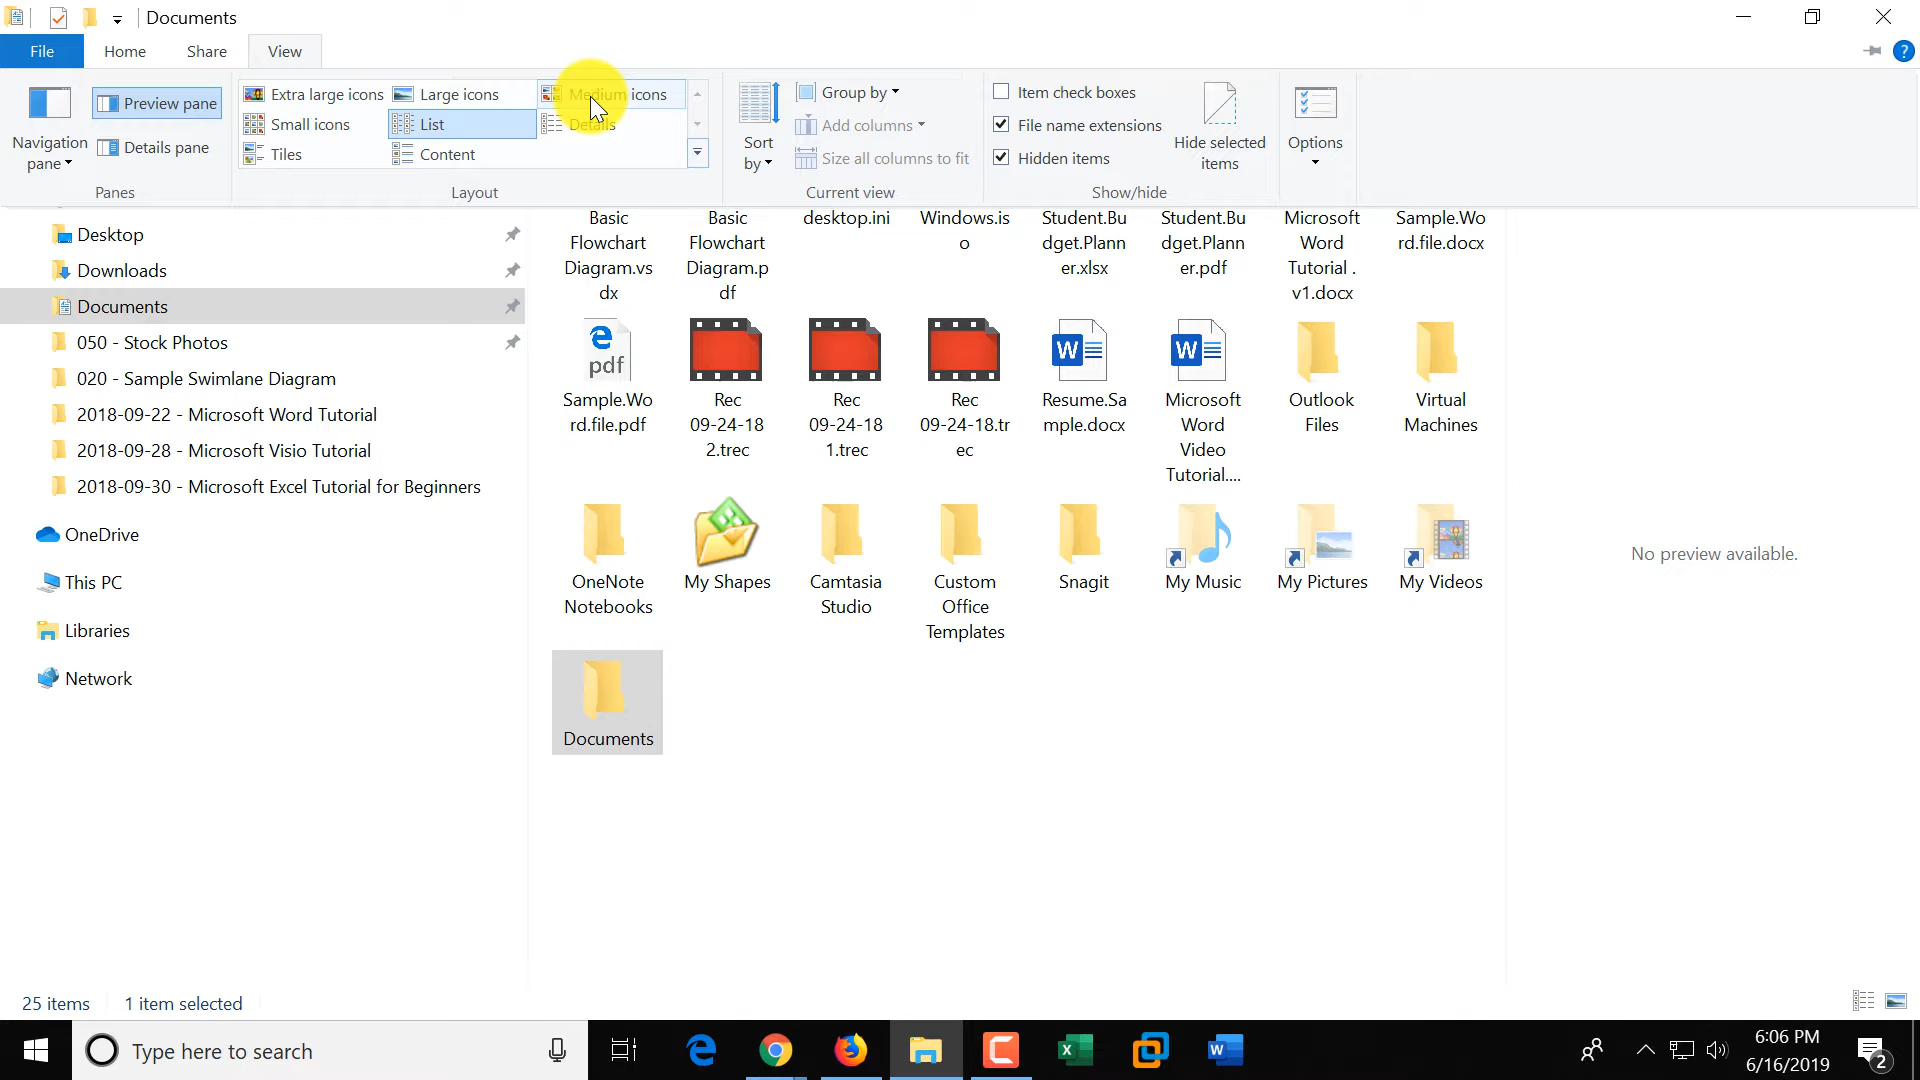 Documents
File Home Share View
Extra large icons Large icons Medium icons
Small icons List Details
Tiles Content
Navigation pane
Preview pane
Details pane
Panes
Layout
Sort by
Group by
Add columns
Size all columns to fit
Current view
Item check boxes
File name extensions
Hidden items
Hide selected items
Show/hide
Options
?
Desktop
Downloads
Documents
050 - Stock Photos
020 - Sample Swimlane Diagram
2018-09-22 - Microsoft Word Tutorial
2018-09-28 - Microsoft Visio Tutorial
2018-09-30 - Microsoft Excel Tutorial for Beginners
OneDrive
This PC
Libraries
Network
Basic
Flowchart
Diagram.vs
dx
Basic
Flowchart
Diagram.p
df
desktop.ini
Windows.is
o
Student.Bu
dget.Plann
er.xlsx
Student.Bu
dget.Plann
er.pdf
Microsoft
Word
Tutorial .
v1.docx
Sample.Wo
rd.file.docx
e
pdf
Sample.Wo
rd.file.pdf
Rec
09-24-18
2.trec
Rec
09-24-18
1.trec
Rec
09-24-18.tr
ec
W
Resume.Sa
mple.docx
W
Microsoft
Word
Video
Tutorial....
Outlook
Files
Virtual
Machines
OneNote
Notebooks
My Shapes
Camtasia
Studio
Custom
Office
Templates
Snagit
My Music
My Pictures
My Videos
Documents
No preview available.
25 items 1 item selected
Type here to search
6:06 PM
6/16/2019
2